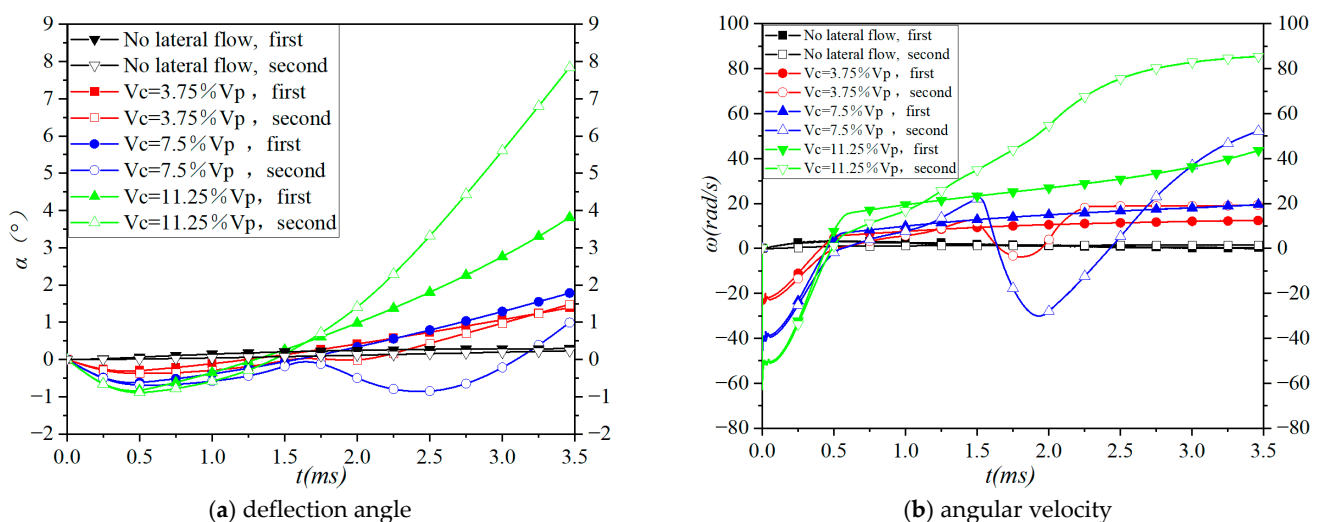 9
8
7
6
5
4
3
2
1
0
−1
−2
α (°)
No lateral flow, first
No lateral flow, second
Vc=3.75%Vp, first
Vc=3.75%Vp, second
Vc=7.5%Vp, first
Vc=7.5%Vp, second
Vc=11.25%Vp, first
Vc=11.25%Vp, second
9
8
7
6
5
4
3
2
1
0
−1
−2
0.0 0.5 1.0 1.5 2.0 2.5 3.0 3.5
t(ms)
(a) deflection angle
100
80
60
40
20
0
−20
−40
−60
−80
ω(rad/s)
No lateral flow, first
No lateral flow, second
Vc=3.75%Vp, first
Vc=3.75%Vp, second
Vc=7.5%Vp, first
Vc=7.5%Vp, second
Vc=11.25%Vp, first
Vc=11.25%Vp, second
100
80
60
40
20
0
−20
−40
−60
−80
0.0 0.5 1.0 1.5 2.0 2.5 3.0 3.5
t(ms)
(b) angular velocity